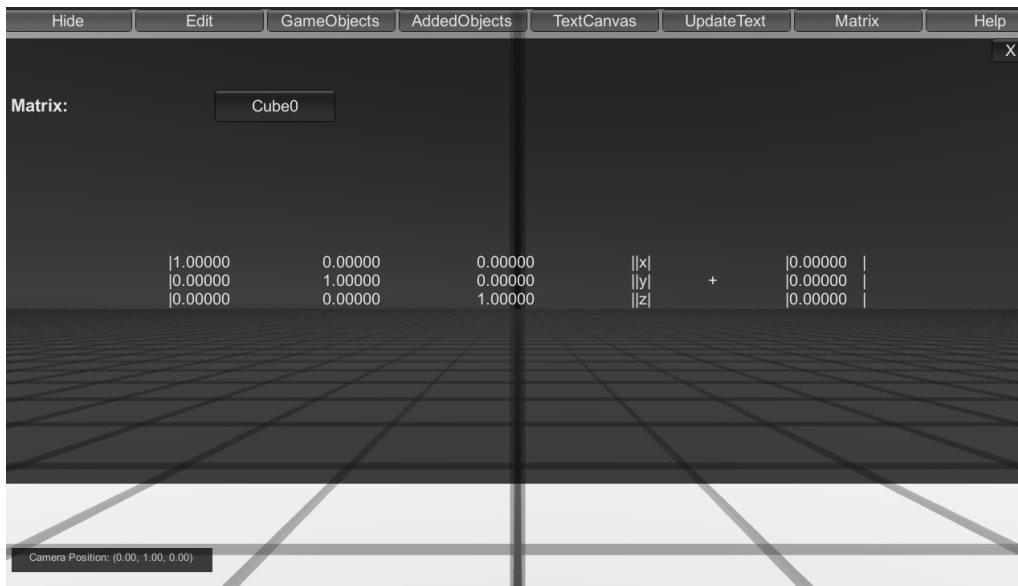 Hide Edit GameObjects AddedObjects TextCanvas UpdateText Matrix Help
X
Matrix: Cube0
|1.00000 0.00000 0.00000 ||x| |0.00000 |
|0.00000 1.00000 0.00000 ||y| + |0.00000 |
|0.00000 0.00000 1.00000 ||z| |0.00000 |
Camera Position: (0.00, 1.00, 0.00)